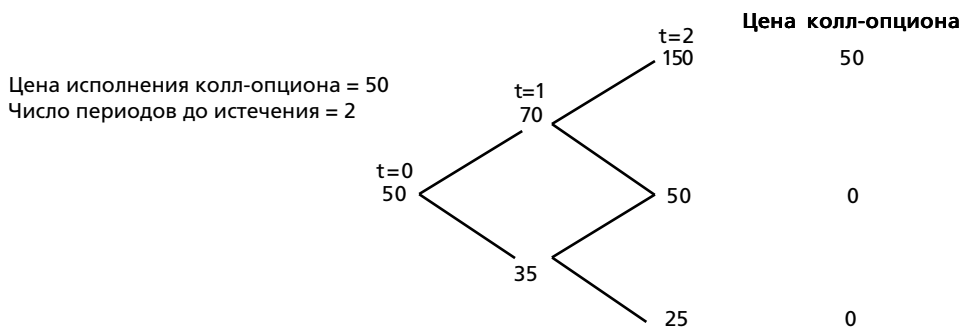 Цена колл-опциона
t=2
150 50
Цена исполнения колл-опциона = 50
Число периодов до истечения = 2
t=1
70
t=0
50
50 0
35
25 0